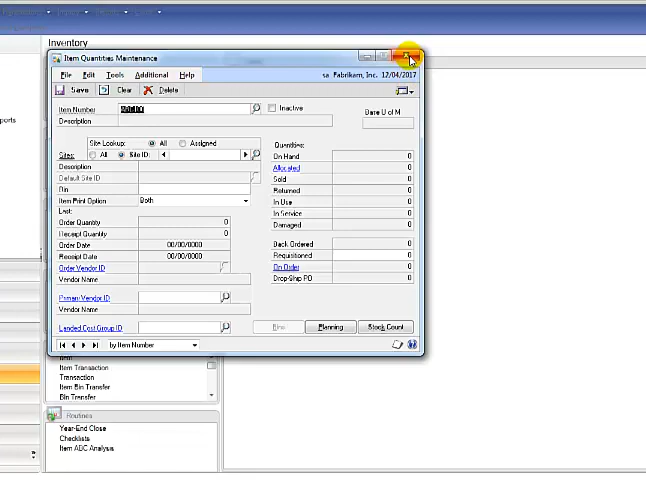 Inventory
Item Quantities Maintenance
File Edit Tools Additional Help
sa Fabrikam, Inc. 12/04/2017
Save Clear Delete
Item Number
Inactive
Base U of M
Description
Site Lookup: All Assigned
Quantities:
Sites: All Site ID:
On Hand 0
Description
Allocated 0
Default Site ID
Sold 0
Bin
Returned 0
Item Print Option Both
In Use 0
Last:
In Service 0
Order Quantity 0
Damaged 0
Receipt Quantity 0
Order Date 00/00/0000
Back Ordered 0
Receipt Date 00/00/0000
Requisitioned 0
Order Vendor ID
On Order 0
Vendor Name
Drop-Ship PO 0
Primary Vendor ID
Vendor Name
Landed Cost Group ID
Bins Planning Stock Count
by Item Number
ports
Item
Item Transaction
Transaction
Item Bin Transfer
Bin Transfer
Routines
Year-End Close
Checklists
Item ABC Analysis